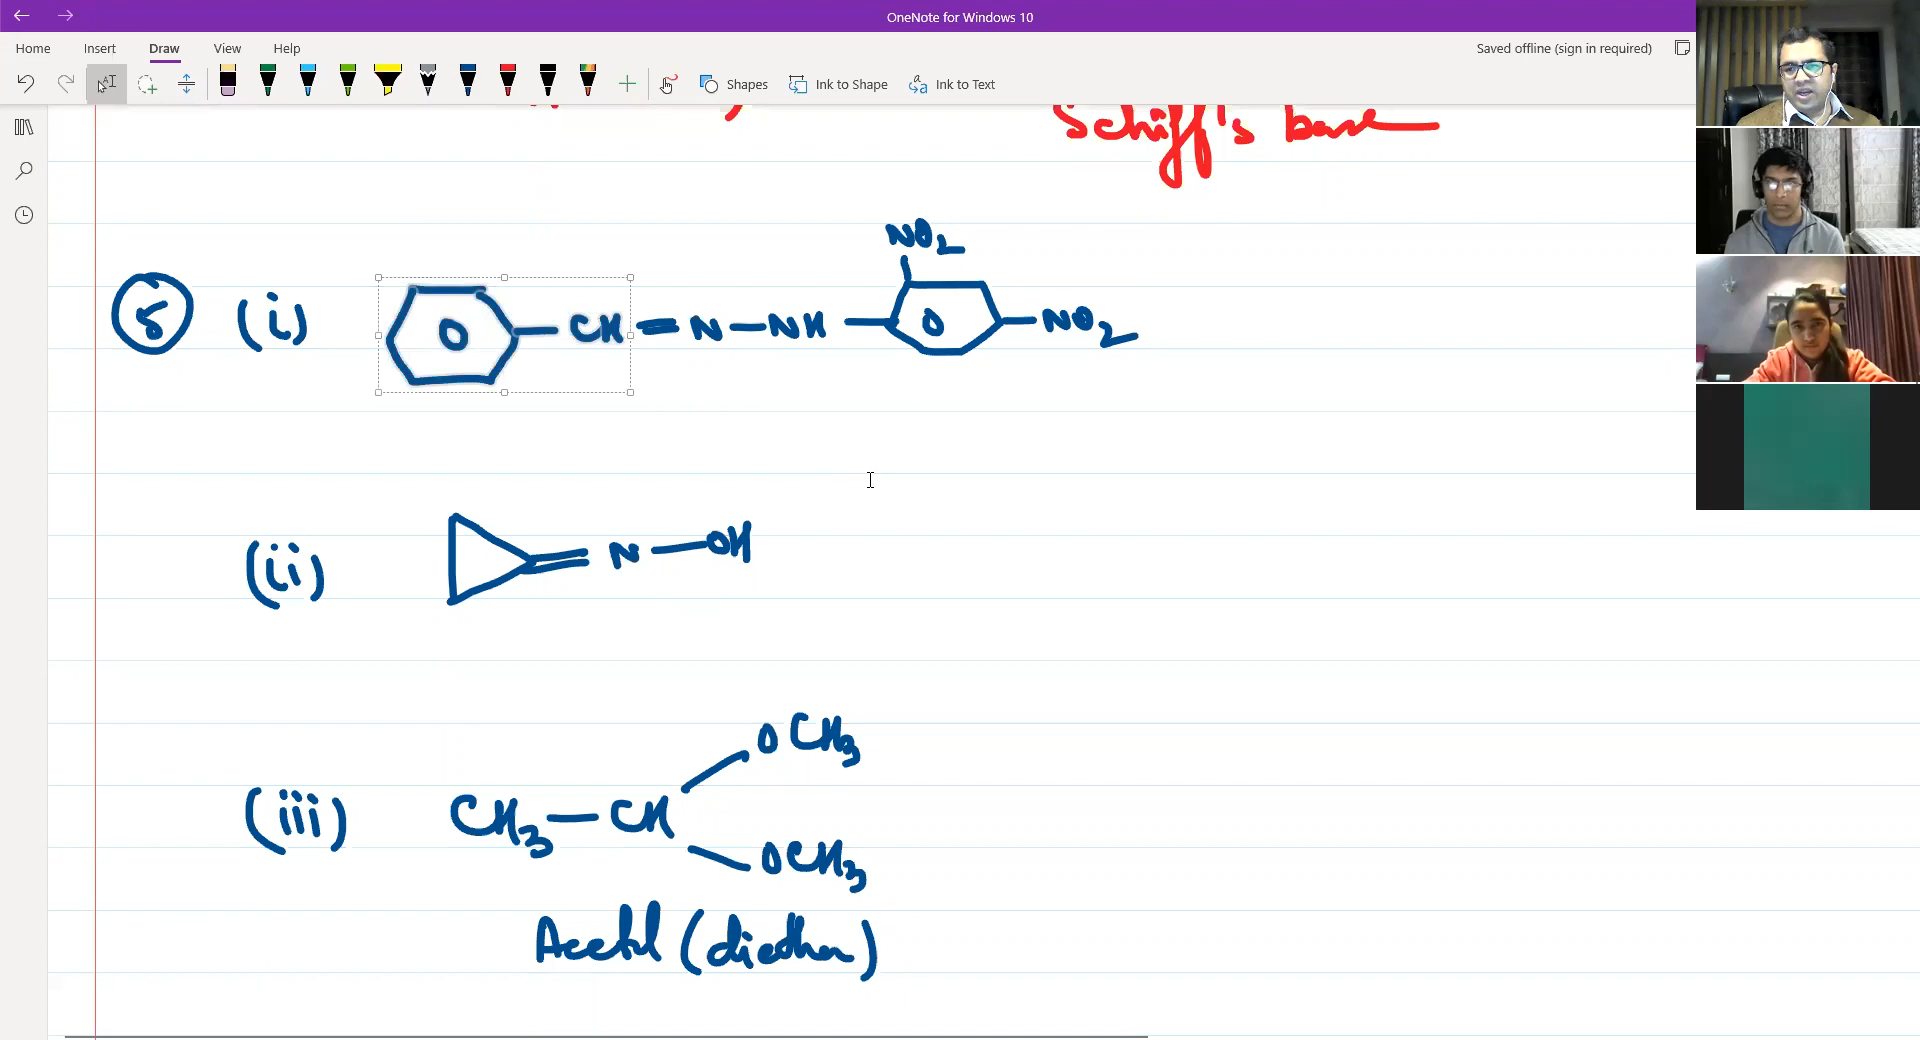 OneNote for Windows 10
Home Insert Draw View Help
Saved offline (sign in required)
Shapes Ink to Shape Ink to Text
Schiff's base
8 (i) CH = N — NH NO2 NO2
(ii) N — OH
(iii) CH3 — CH OCH3 OCH3
Acetal (diether)